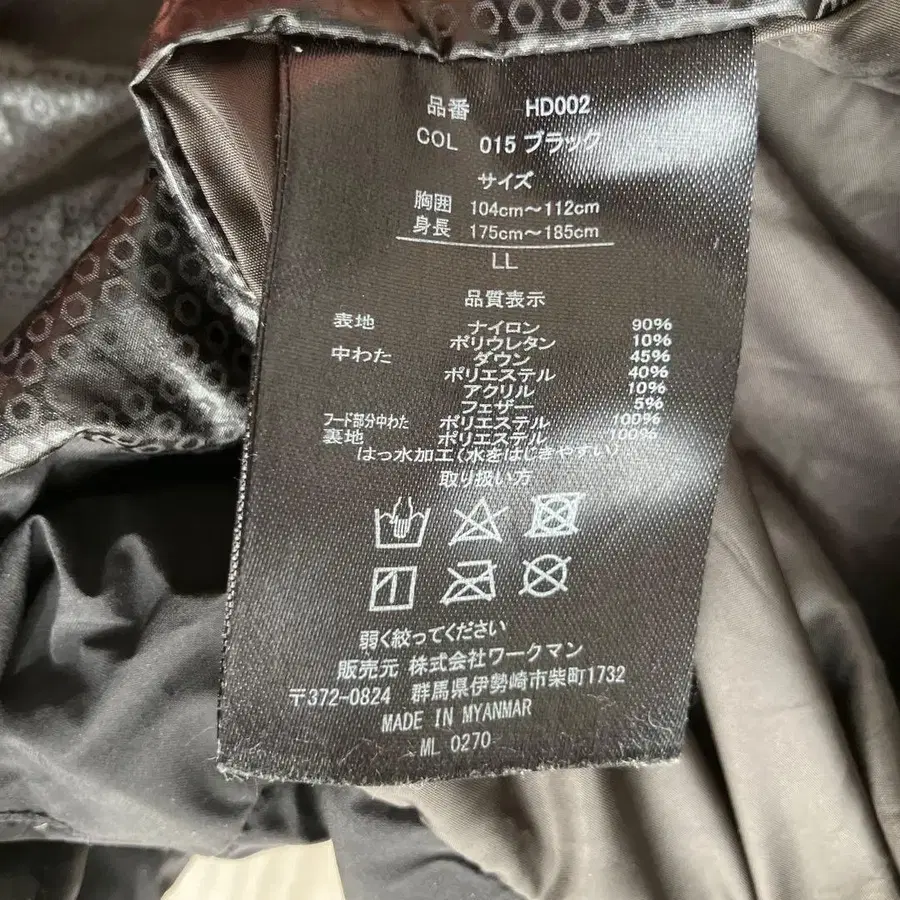 品番 HD002
COL 015 ブラック
サイズ
胸囲 104cm～112cm
身長 175cm～185cm
LL
品質表示
表地 ナイロン 90%
ポリウレタン 10%
中わた ダウン 45%
ポリエステル 40%
アクリル 10%
フェザー 5%
フード部分中わた ポリエステル 100%
裏地 ポリエステル 100%
はっ水加工(水をはじきやすい)
取り扱い方
弱く絞ってください
販売元 株式会社ワークマン
〒372-0824 群馬県伊勢崎市柴町1732
MADE IN MYANMAR
ML 0270